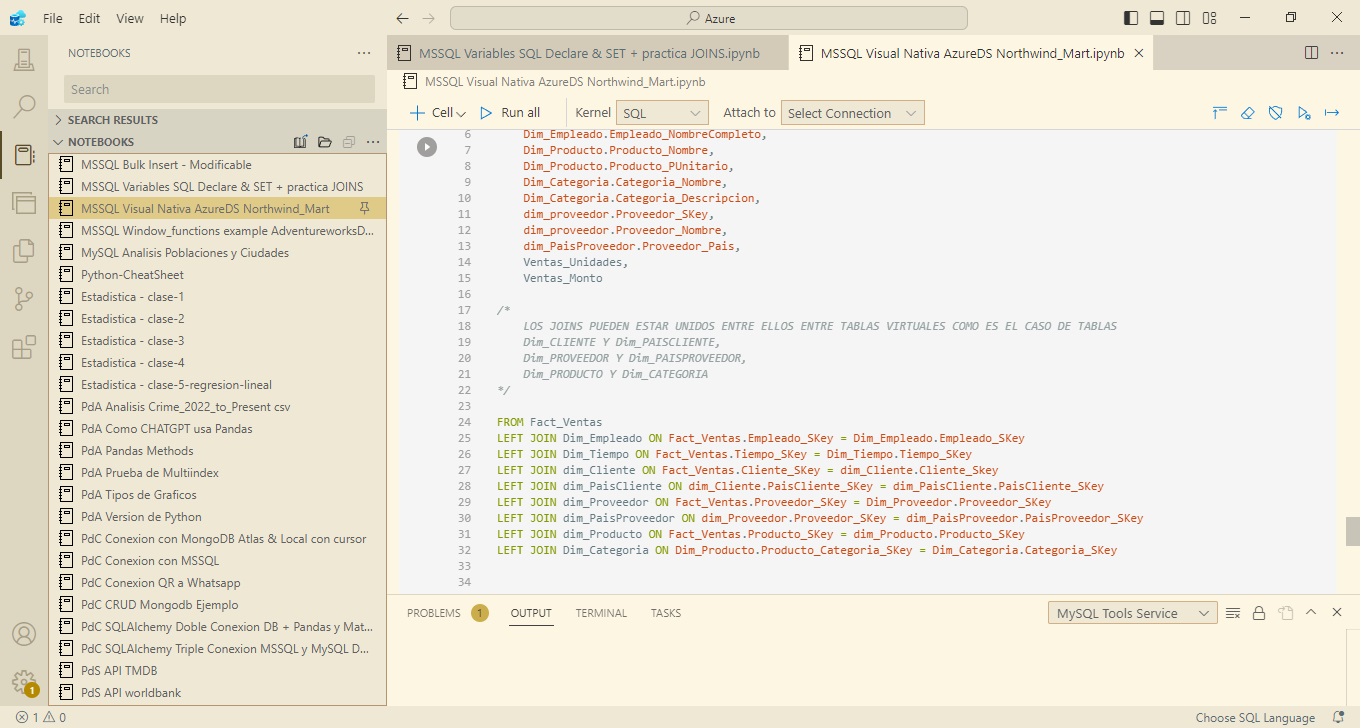 File Edit View Help
Azure
NOTEBOOKS
Search
SEARCH RESULTS
NOTEBOOKS
MSSQL Bulk Insert - Modificable
MSSQL Variables SQL Declare & SET + practica JOINS
MSSQL Visual Nativa AzureDS Northwind_Mart
MSSQL Window_functions example AdventureworksD...
MySQL Analisis Poblaciones y Ciudades
Python-CheatSheet
Estadistica - clase-1
Estadistica - clase-2
Estadistica - clase-3
Estadistica - clase-4
Estadistica - clase-5-regresion-lineal
PdA Analisis Crime_2022_to_Present csv
PdA Como CHATGPT usa Pandas
PdA Pandas Methods
PdA Prueba de Multiindex
PdA Tipos de Graficos
PdA Version de Python
PdC Conexion con MongoDB Atlas & Local con cursor
PdC Conexion con MSSQL
PdC Conexion QR a Whatsapp
PdC CRUD Mongodb Ejemplo
PdC SQLAlchemy Doble Conexion DB + Pandas y Mat...
PdC SQLAlchemy Triple Conexion MSSQL y MySQL D...
PdS API TMDB
PdS API worldbank
1
MSSQL Variables SQL Declare & SET + practica JOINS.ipynb
MSSQL Visual Nativa AzureDS Northwind_Mart.ipynb
MSSQL Visual Nativa AzureDS Northwind_Mart.ipynb
Cell Run all Kernel SQL Attach to Select Connection
6 Dim_Empleado.Empleado_NombreCompleto,
7 Dim_Producto.Producto_Nombre,
8 Dim_Producto.Producto_PUnitario,
9 Dim_Categoria.Categoria_Nombre,
10 Dim_Categoria.Categoria_Descripcion,
11 dim_proveedor.Proveedor_SKey,
12 dim_proveedor.Proveedor_Nombre,
13 dim_PaisProveedor.Proveedor_Pais,
14 Ventas_Unidades,
15 Ventas_Monto
16
17 /*
18 LOS JOINS PUEDEN ESTAR UNIDOS ENTRE ELLOS ENTRE TABLAS VIRTUALES COMO ES EL CASO DE TABLAS
19 Dim_CLIENTE Y Dim_PAISCLIENTE,
20 Dim_PROVEEDOR Y Dim_PAISPROVEEDOR,
21 Dim_PRODUCTO Y Dim_CATEGORIA
22 */
23
24 FROM Fact_Ventas
25 LEFT JOIN Dim_Empleado ON Fact_Ventas.Empleado_SKey = Dim_Empleado.Empleado_SKey
26 LEFT JOIN Dim_Tiempo ON Fact_Ventas.Tiempo_SKey = Dim_Tiempo.Tiempo_SKey
27 LEFT JOIN dim_Cliente ON Fact_Ventas.Cliente_SKey = dim_Cliente.Cliente_Skey
28 LEFT JOIN dim_PaisCliente ON dim_Cliente.PaisCliente_SKey = dim_PaisCliente.PaisCliente_SKey
29 LEFT JOIN dim_Proveedor ON Fact_Ventas.Proveedor_SKey = Dim_Proveedor.Proveedor_SKey
30 LEFT JOIN dim_PaisProveedor ON dim_Proveedor.Proveedor_SKey = dim_PaisProveedor.PaisProveedor_SKey
31 LEFT JOIN dim_Producto ON Fact_Ventas.Producto_SKey = dim_Producto.Producto_SKey
32 LEFT JOIN Dim_Categoria ON Dim_Producto.Producto_Categoria_SKey = Dim_Categoria.Categoria_SKey
33
34
PROBLEMS 1 OUTPUT TERMINAL TASKS MySQL Tools Service
1 0 Choose SQL Language